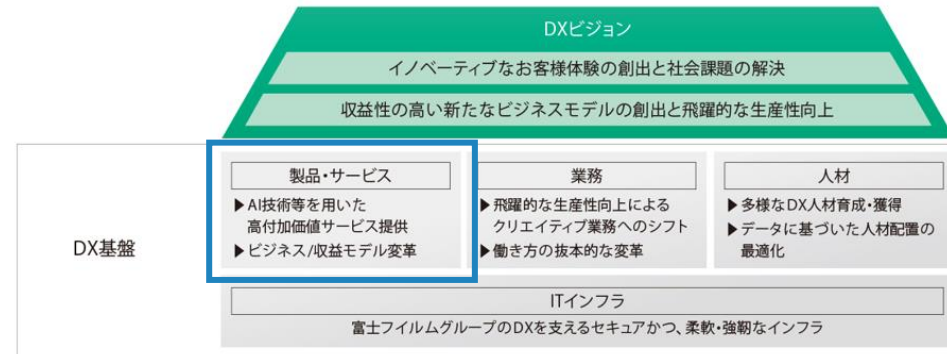 DXビジョン
イノベーティブなお客様体験の創出と社会課題の解決
収益性の高い新たなビジネスモデルの創出と飛躍的な生産性向上
DX基盤
製品・サービス
▶AI技術等を用いた
高付加価値サービス提供
▶ビジネス/収益モデル変革
業務
▶飛躍的な生産性向上による
クリエイティブ業務へのシフト
▶働き方の抜本的な変革
人材
▶多様なDX人材育成・獲得
▶データに基づいた人材配置の
最適化
ITインフラ
富士フイルムグループのDXを支えるセキュアかつ、柔軟・強靭なインフラ